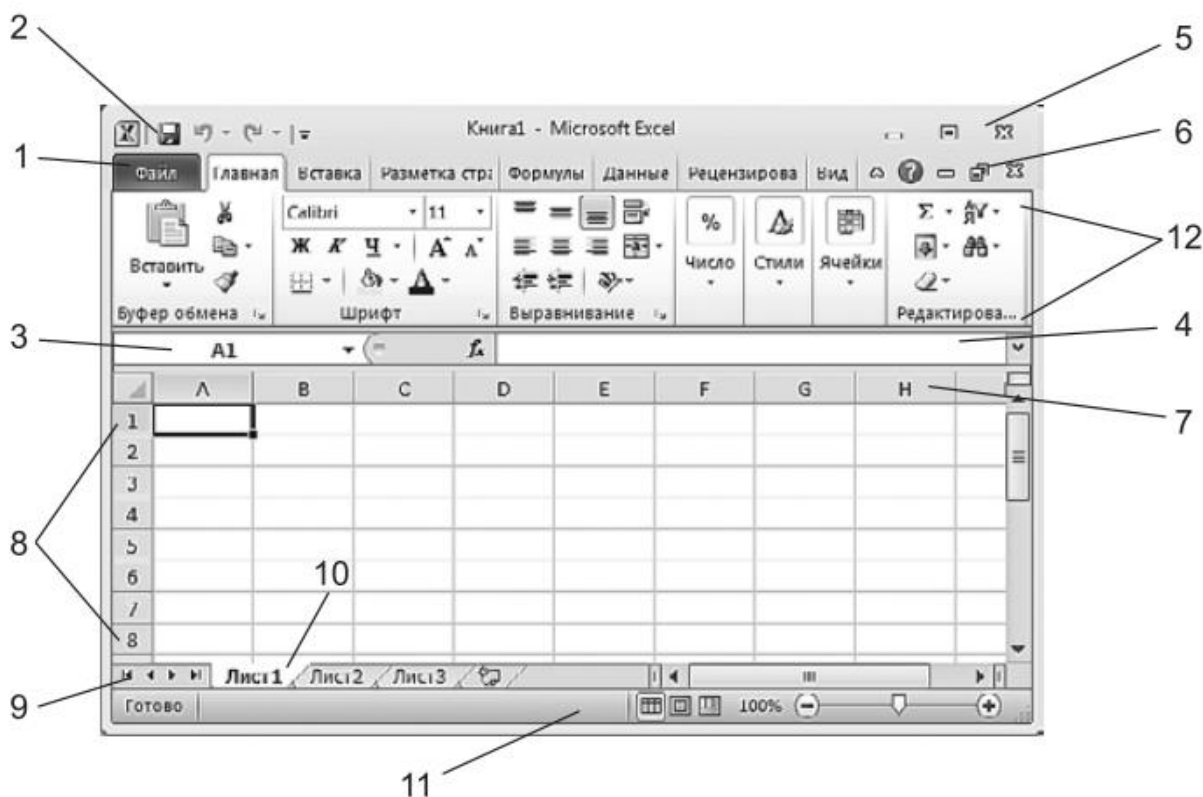 2
5
Книга1 - Microsoft Excel
6
1
Файл Главная Вставка Разметка стра Формулы Данные Рецензирова Вид
Calibri 11
Ж К Ч А А
%
Σ А Я
12
Вставить
Число Стили Ячейки
Буфер обмена Шрифт Выравнивание Редактирова...
3
A1 fx
4
A B C D E F G H
7
1
2
3
4
8
5
6
10
7
8
9
Лист1 Лист2 Лист3
Готово 100%
11